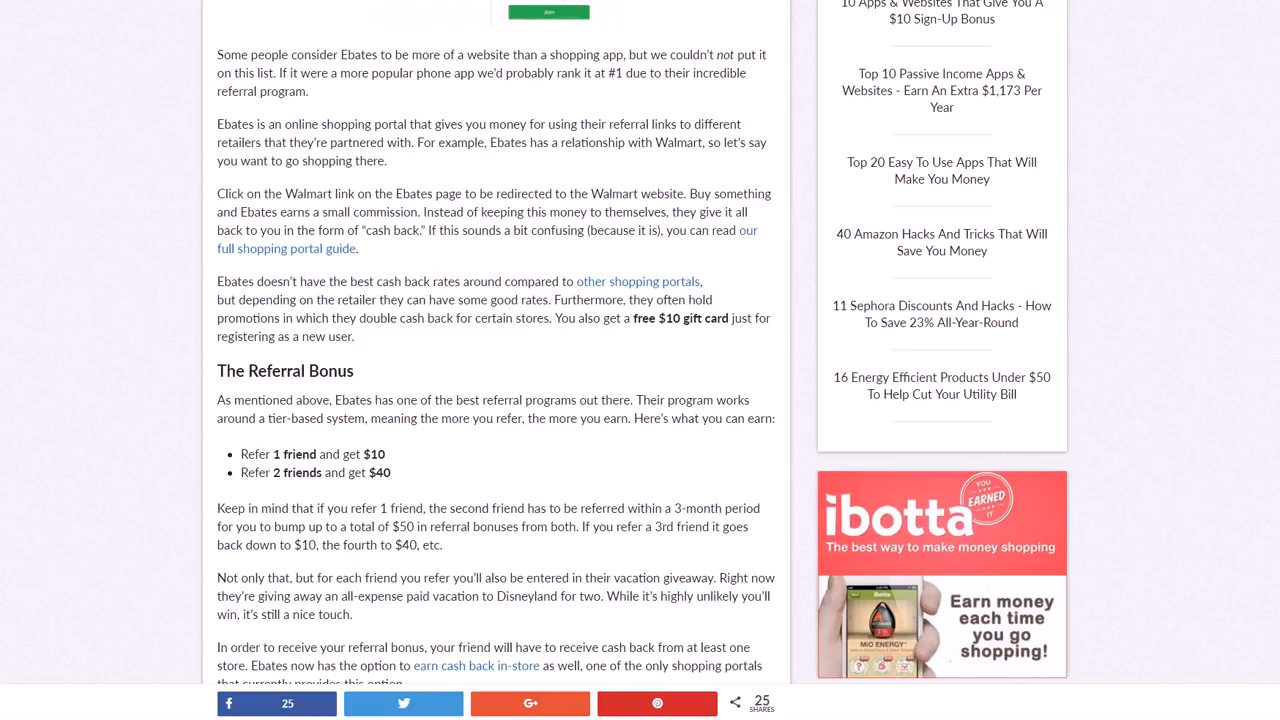 Join
Some people consider Ebates to be more of a website than a shopping app, but we couldn't not put it
on this list. If it were a more popular phone app we'd probably rank it at #1 due to their incredible
referral program.
Ebates is an online shopping portal that gives you money for using their referral links to different
retailers that they're partnered with. For example, Ebates has a relationship with Walmart, so let's say
you want to go shopping there.
Click on the Walmart link on the Ebates page to be redirected to the Walmart website. Buy something
and Ebates earns a small commission. Instead of keeping this money to themselves, they give it all
back to you in the form of “cash back.” If this sounds a bit confusing (because it is), you can read our
full shopping portal guide.
Ebates doesn't have the best cash back rates around compared to other shopping portals,
but depending on the retailer they can have some good rates. Furthermore, they often hold
promotions in which they double cash back for certain stores. You also get a free $10 gift card just for
registering as a new user.
The Referral Bonus
As mentioned above, Ebates has one of the best referral programs out there. Their program works
around a tier-based system, meaning the more you refer, the more you earn. Here's what you can earn:
• Refer 1 friend and get $10
• Refer 2 friends and get $40
Keep in mind that if you refer 1 friend, the second friend has to be referred within a 3-month period
for you to bump up to a total of $50 in referral bonuses from both. If you refer a 3rd friend it goes
back down to $10, the fourth to $40, etc.
Not only that, but for each friend you refer you'll also be entered in their vacation giveaway. Right now
they're giving away an all-expense paid vacation to Disneyland for two. While it's highly unlikely you'll
win, it's still a nice touch.
In order to receive your referral bonus, your friend will have to receive cash back from at least one
store. Ebates now has the option to earn cash back in-store as well, one of the only shopping portals
that currently provides this option.
25
G+
25
SHARES
10 Apps & Websites That Give You A
$10 Sign-Up Bonus
Top 10 Passive Income Apps &
Websites - Earn An Extra $1,173 Per
Year
Top 20 Easy To Use Apps That Will
Make You Money
40 Amazon Hacks And Tricks That Will
Save You Money
11 Sephora Discounts And Hacks - How
To Save 23% All-Year-Round
16 Energy Efficient Products Under $50
To Help Cut Your Utility Bill
YOU
EARNED
IT
ibotta
The best way to make money shopping
ibotta
MiO ENERGY
Earn money
each time
you go
shopping!